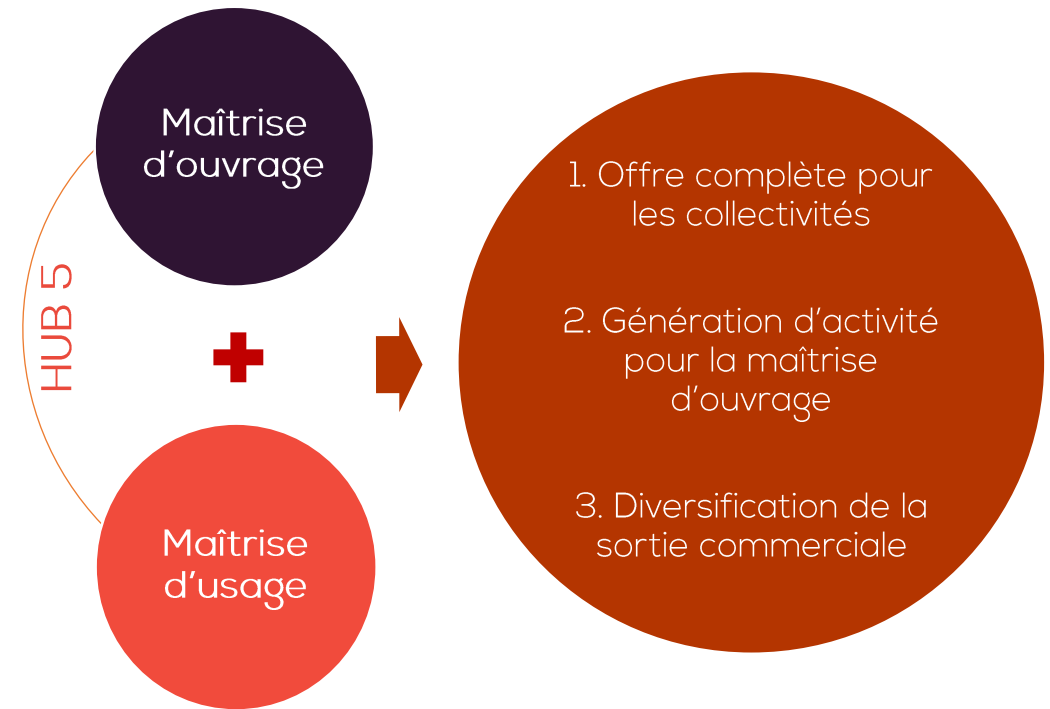 Maîtrise
d'ouvrage
HUB 5
Maîtrise
d'usage
1. Offre complète pour
les collectivités
2. Génération d'activité
pour la maîtrise
d'ouvrage
3. Diversification de la
sortie commerciale